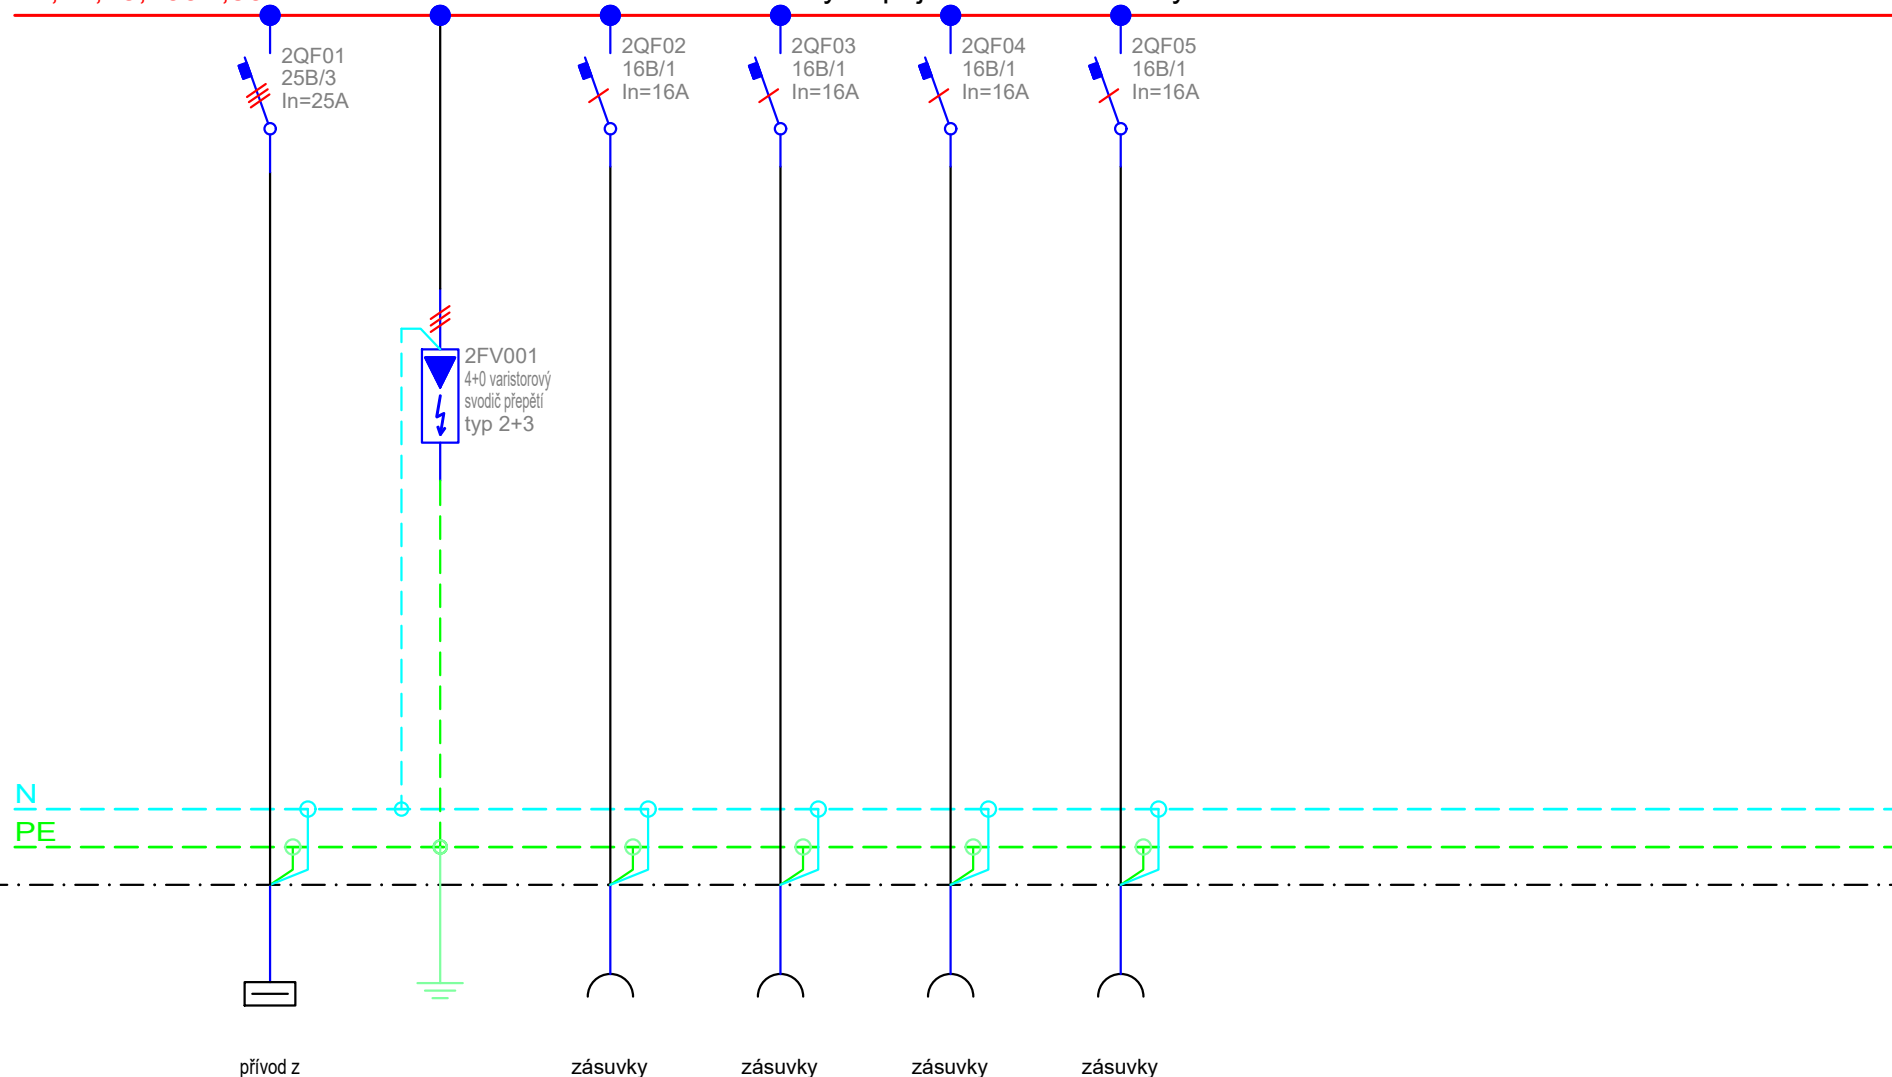 2QF01
25B/3
In=25A
2QF02
16B/1
In=16A
2QF03
16B/1
In=16A
2QF04
16B/1
In=16A
2QF05
16B/1
In=16A
2FV001
4+0 varistorový
svodič přepětí
typ 2+3
N
PE
přívod z
zásuvky
zásuvky
zásuvky
zásuvky